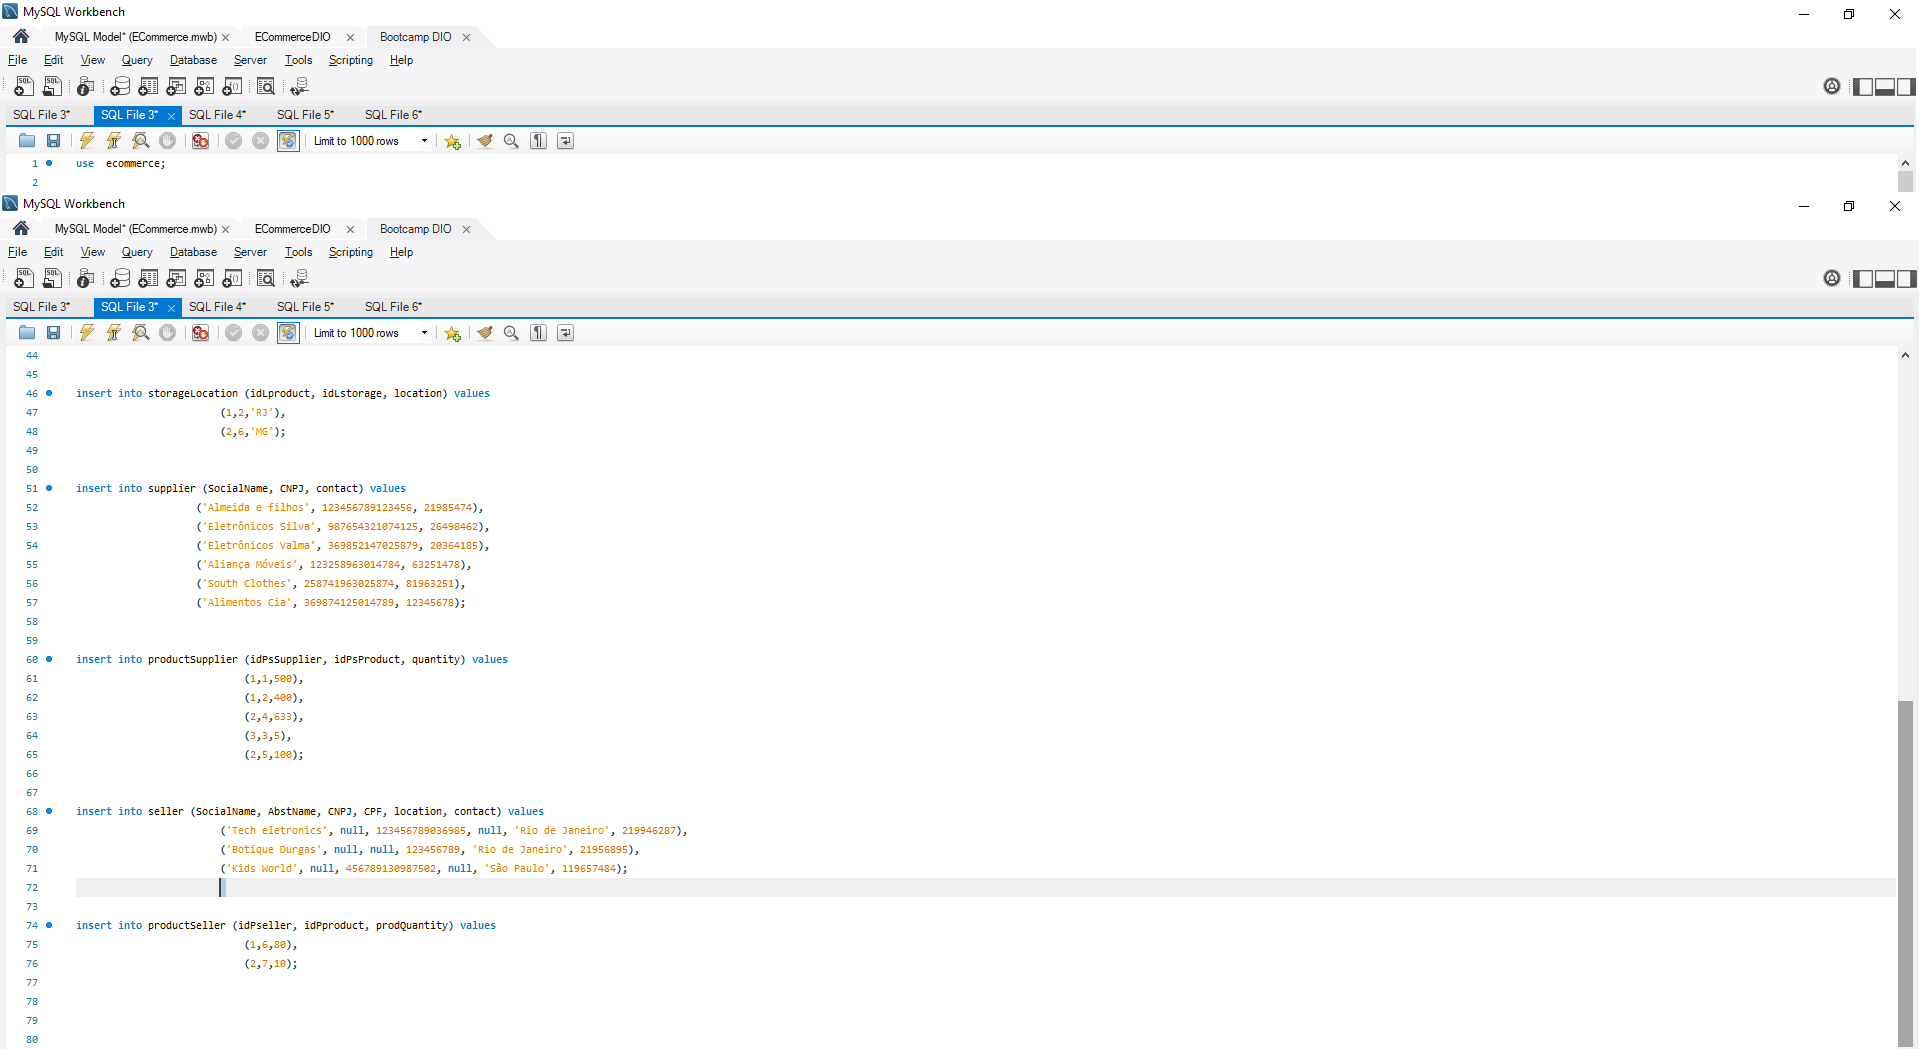 MySQL Workbench
MySQL Model* (ECommerce.mwb) ECommerceDIO Bootcamp DIO
File Edit View Query Database Server Tools Scripting Help
SQL File 3* SQL File 3* SQL File 4* SQL File 5* SQL File 6*
Limit to 1000 rows
1 use ecommerce;
2
MySQL Workbench
MySQL Model* (ECommerce.mwb) ECommerceDIO Bootcamp DIO
File Edit View Query Database Server Tools Scripting Help
SQL File 3* SQL File 3* SQL File 4* SQL File 5* SQL File 6*
Limit to 1000 rows
44
45
46 insert into storageLocation (idLproduct, idLstorage, location) values
47 (1,2,'RJ'),
48 (2,6,'MG');
49
50
51 insert into supplier (SocialName, CNPJ, contact) values
52 ('Almeida e filhos', 123456789123456, 21985474),
53 ('Eletrônicos Silva', 987654321074125, 26498462),
54 ('Eletrônicos Valma', 369852147025879, 20364185),
55 ('Aliança Móveis', 123258963014784, 63251478),
56 ('South Clothes', 258741963025874, 81963251),
57 ('Alimentos Cia', 369874125014789, 12345678);
58
59
60 insert into productSupplier (idPsSupplier, idPsProduct, quantity) values
61 (1,1,500),
62 (1,2,400),
63 (2,4,633),
64 (3,3,5),
65 (2,5,100);
66
67
68 insert into seller (SocialName, AbstName, CNPJ, CPF, location, contact) values
69 ('Tech eletronics', null, 123456789036985, null, 'Rio de Janeiro', 219946287),
70 ('Botique Durgas', null, null, 123456789, 'Rio de Janeiro', 21956895),
71 ('Kids World', null, 456789130987502, null, 'São Paulo', 119657484);
72
73
74 insert into productSeller (idPseller, idPproduct, prodQuantity) values
75 (1,6,80),
76 (2,7,10);
77
78
79
80